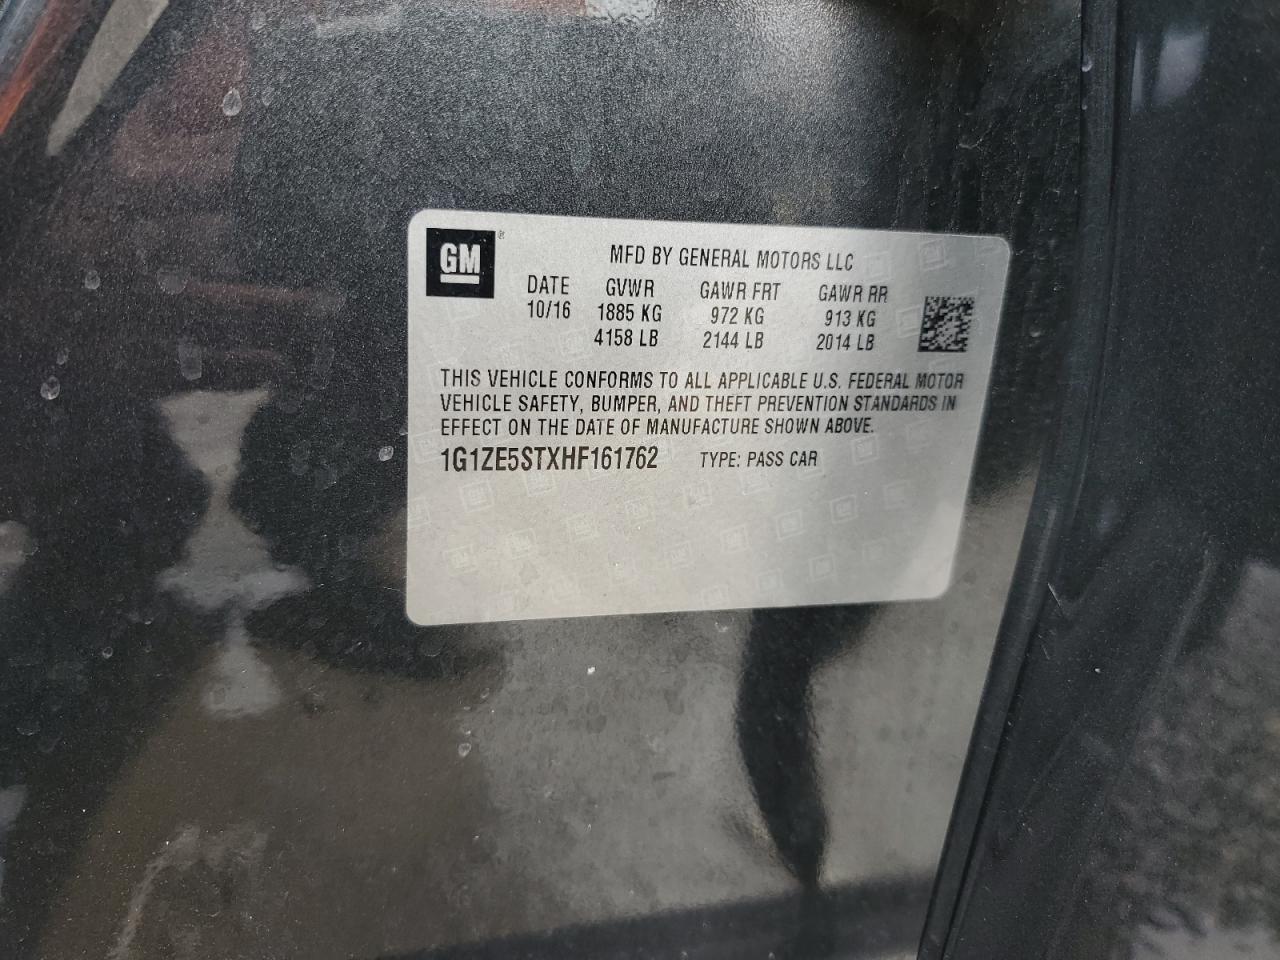 GM
MFD BY GENERAL MOTORS LLC
DATE GVWR GAWR FRT GAWR RR
10/16 1885 KG 972 KG 913 KG
4158 LB 2144 LB 2014 LB
THIS VEHICLE CONFORMS TO ALL APPLICABLE U.S. FEDERAL MOTOR
VEHICLE SAFETY, BUMPER, AND THEFT PREVENTION STANDARDS IN
EFFECT ON THE DATE OF MANUFACTURE SHOWN ABOVE.
1G1ZE5STXHF161762 TYPE: PASS CAR